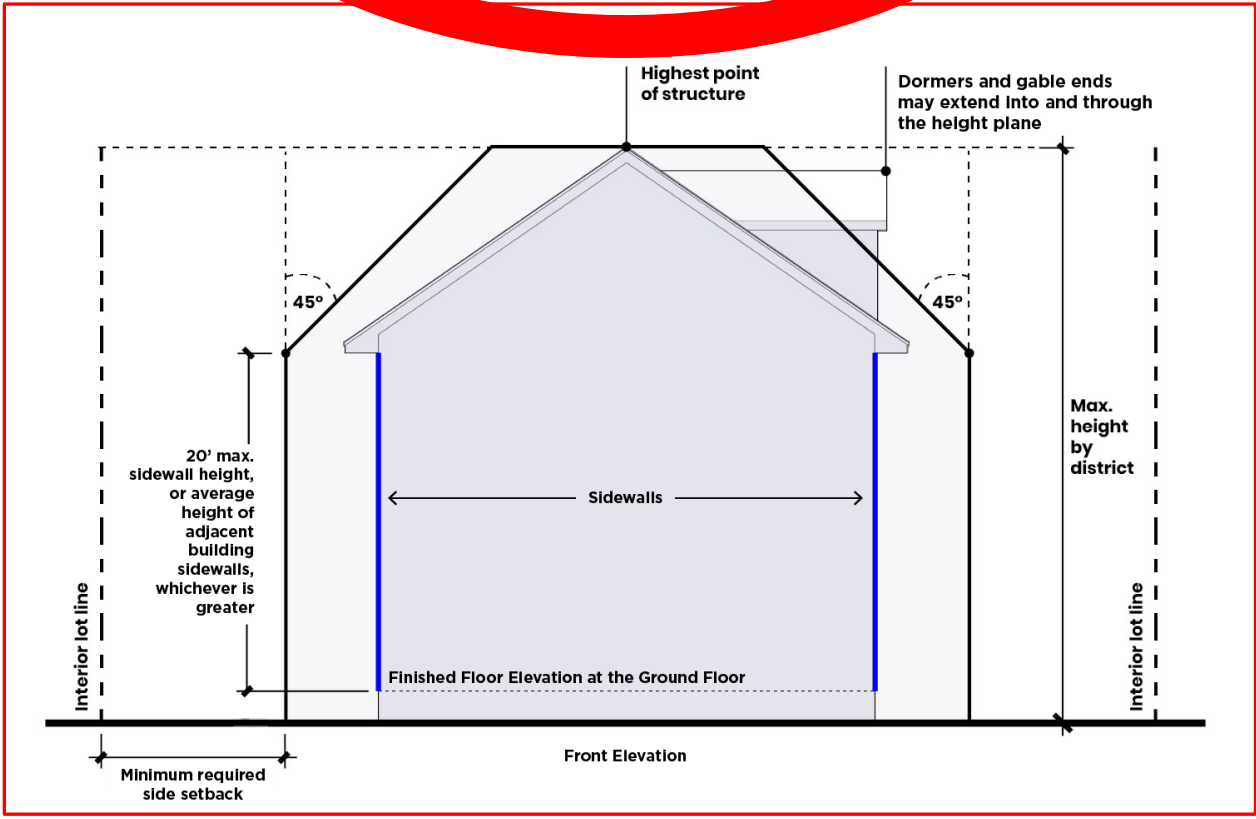 Highest point
of structure
Dormers and gable ends
may extend into and through
the height plane
45º
45º
20’ max.
sidewall height,
or average
height of
adjacent
building
sidewalls,
whichever is
greater
Sidewalls
Max.
height
by
district
Interior lot line
Interior lot line
Finished Floor Elevation at the Ground Floor
Front Elevation
Minimum required
side setback